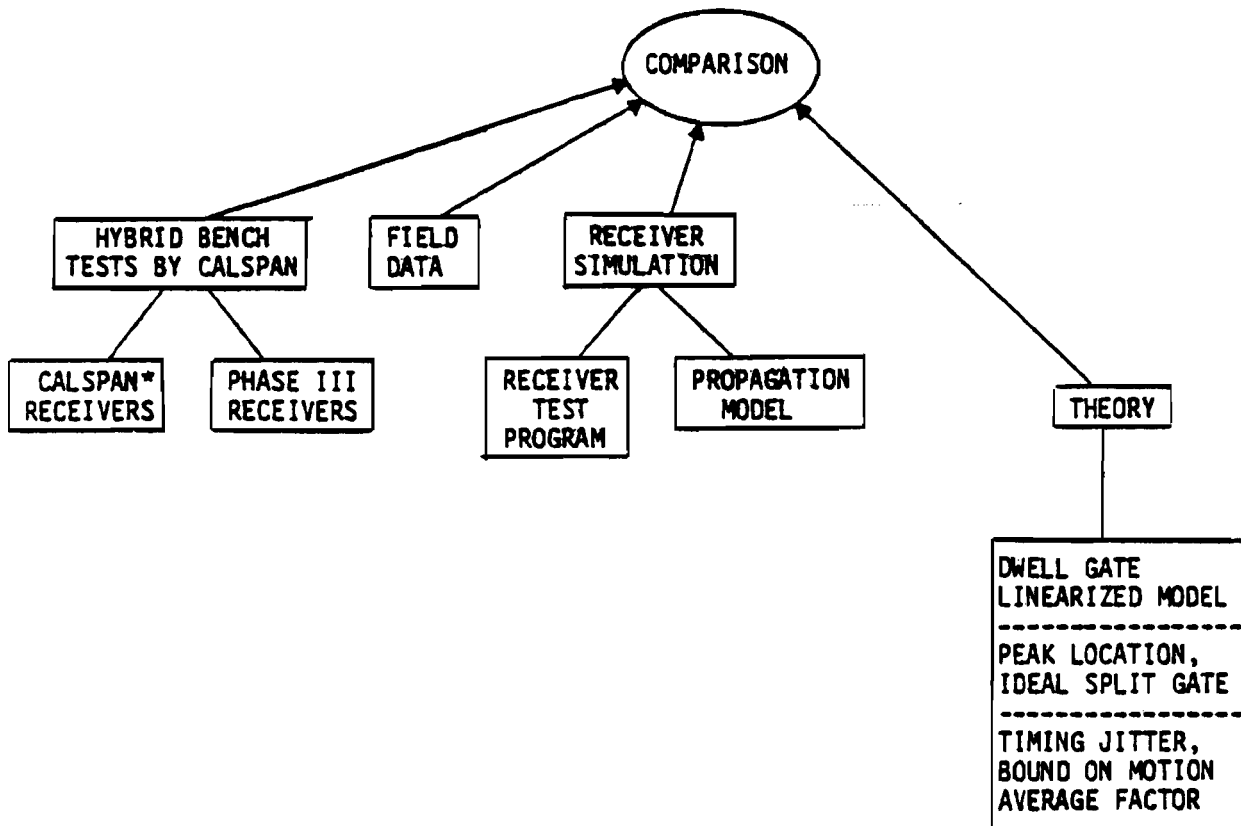 COMPARISON
HYBRID BENCH
TESTS BY CALSPAN
FIELD
DATA
RECEIVER
SIMULATION
CALSPAN*
RECEIVERS
PHASE III
RECEIVERS
RECEIVER
TEST
PROGRAM
PROPAGATION
MODEL
THEORY
DWELL GATE
LINEARIZED MODEL
PEAK LOCATION,
IDEAL SPLIT GATE
TIMING JITTER,
BOUND ON MOTION
AVERAGE FACTOR